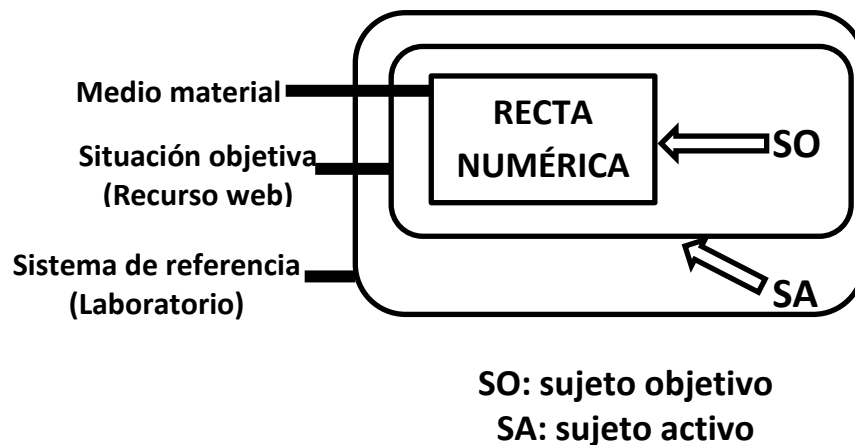 Medio material
RECTA
NUMÉRICA
SO
Situación objetiva
(Recurso web)
Sistema de referencia
(Laboratorio)
SA
SO: sujeto objetivo
SA: sujeto activo